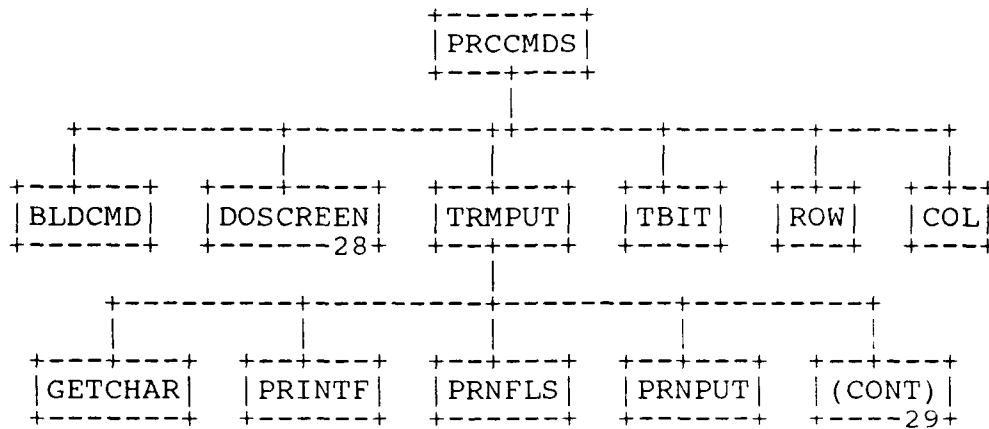 PRCCMDS
BLDCMD DOSCREEN TRMPUT TBIT ROW COL
28
GETCHAR PRINTF PRNFLS PRNPUT (CONT)
29